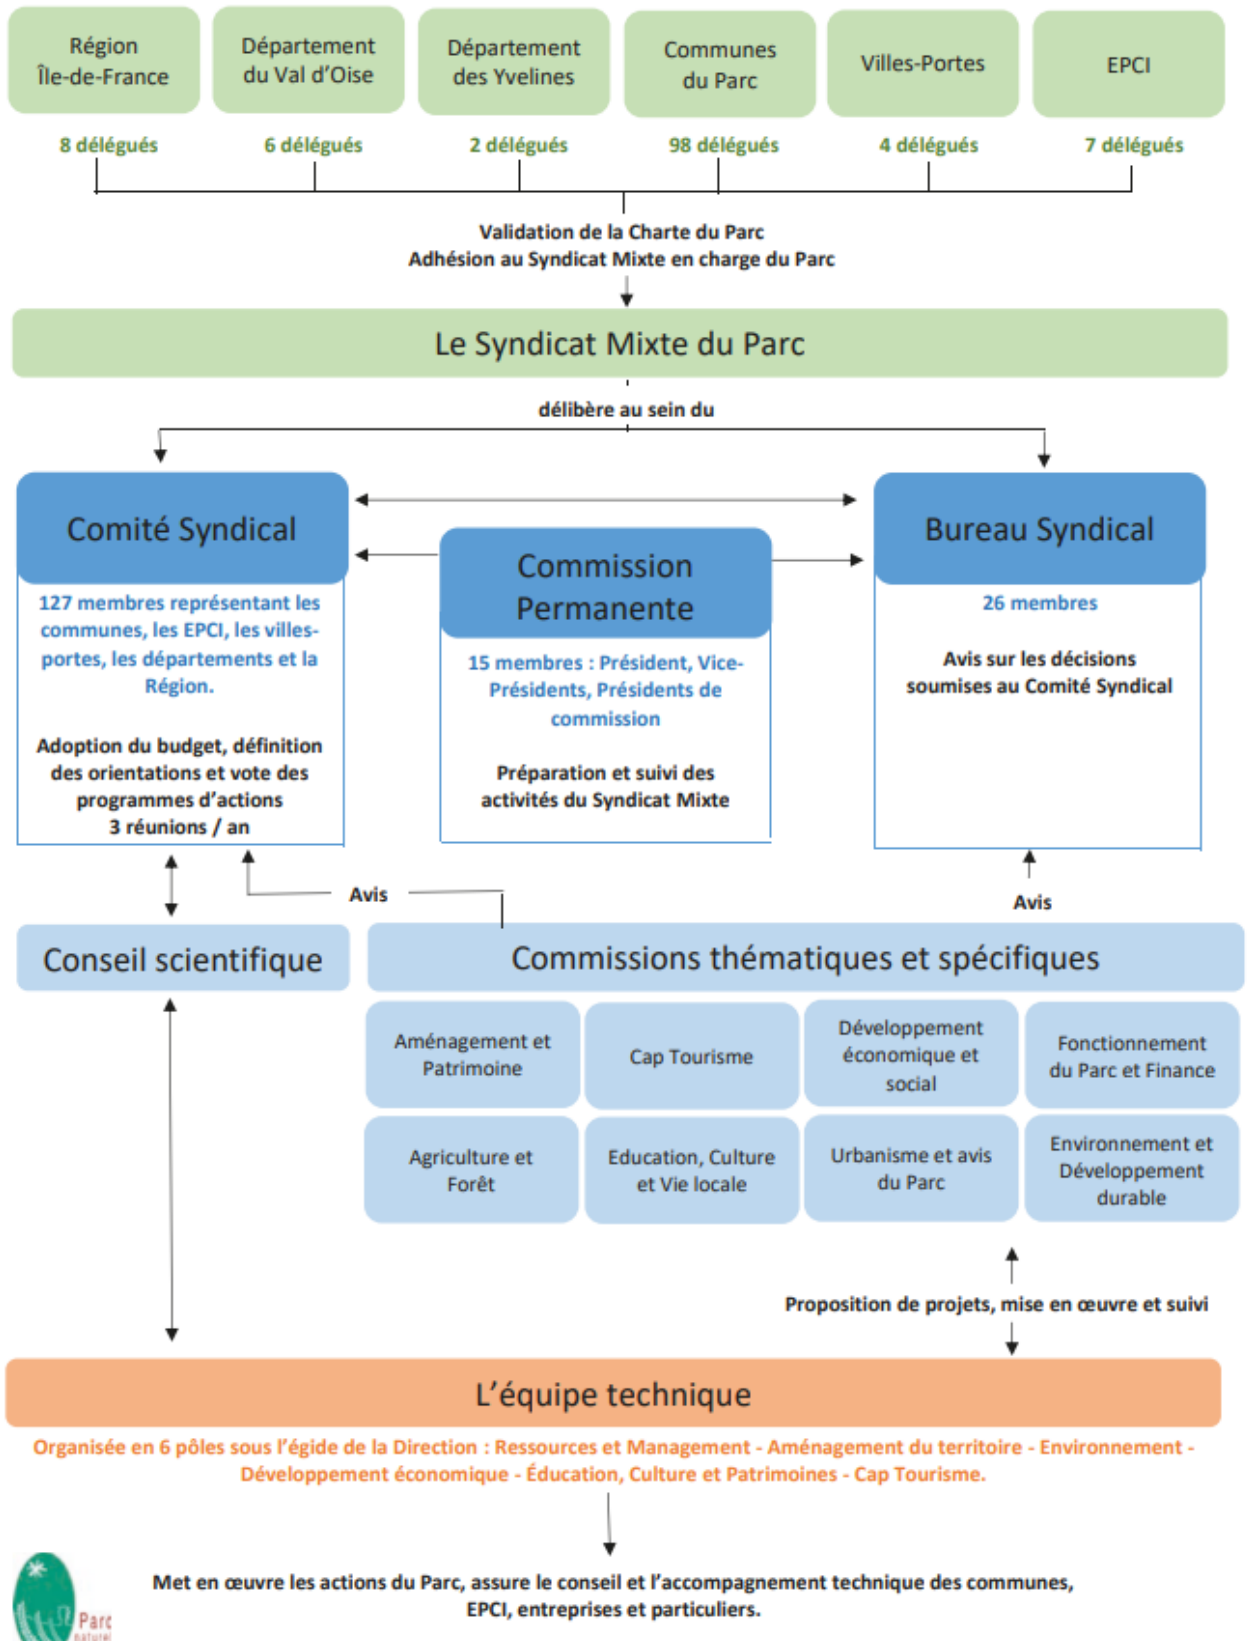 Région
Île-de-France
Département
du Val d'Oise
Département
des Yvelines
Communes
du Parc
Villes-Portes
EPCI
8 délégués
6 délégués
2 délégués
98 délégués
4 délégués
7 délégués
Validation de la Charte du Parc
Adhésion au Syndicat Mixte en charge du Parc
Le Syndicat Mixte du Parc
délibère au sein du
Comité Syndical
127 membres représentant les
communes, les EPCI, les villes-
portes, les départements et la
Région.
Adoption du budget, définition
des orientations et vote des
programmes d'actions
3 réunions / an
Commission
Permanente
15 membres : Président, Vice-
Présidents, Présidents de
commission
Préparation et suivi des
activités du Syndicat Mixte
Bureau Syndical
26 membres
Avis sur les décisions
soumises au Comité Syndical
Avis
Avis
Conseil scientifique
Commissions thématiques et spécifiques
Aménagement et
Patrimoine
Cap Tourisme
Développement
économique et
social
Fonctionnement
du Parc et Finance
Agriculture et
Forêt
Education, Culture
et Vie locale
Urbanisme et avis
du Parc
Environnement et
Développement
durable
Proposition de projets, mise en œuvre et suivi
L'équipe technique
Organisée en 6 pôles sous l'égide de la Direction : Ressources et Management - Aménagement du territoire - Environnement -
Développement économique - Éducation, Culture et Patrimoines - Cap Tourisme.
Met en œuvre les actions du Parc, assure le conseil et l'accompagnement technique des communes,
EPCI, entreprises et particuliers.
Parc
naturel